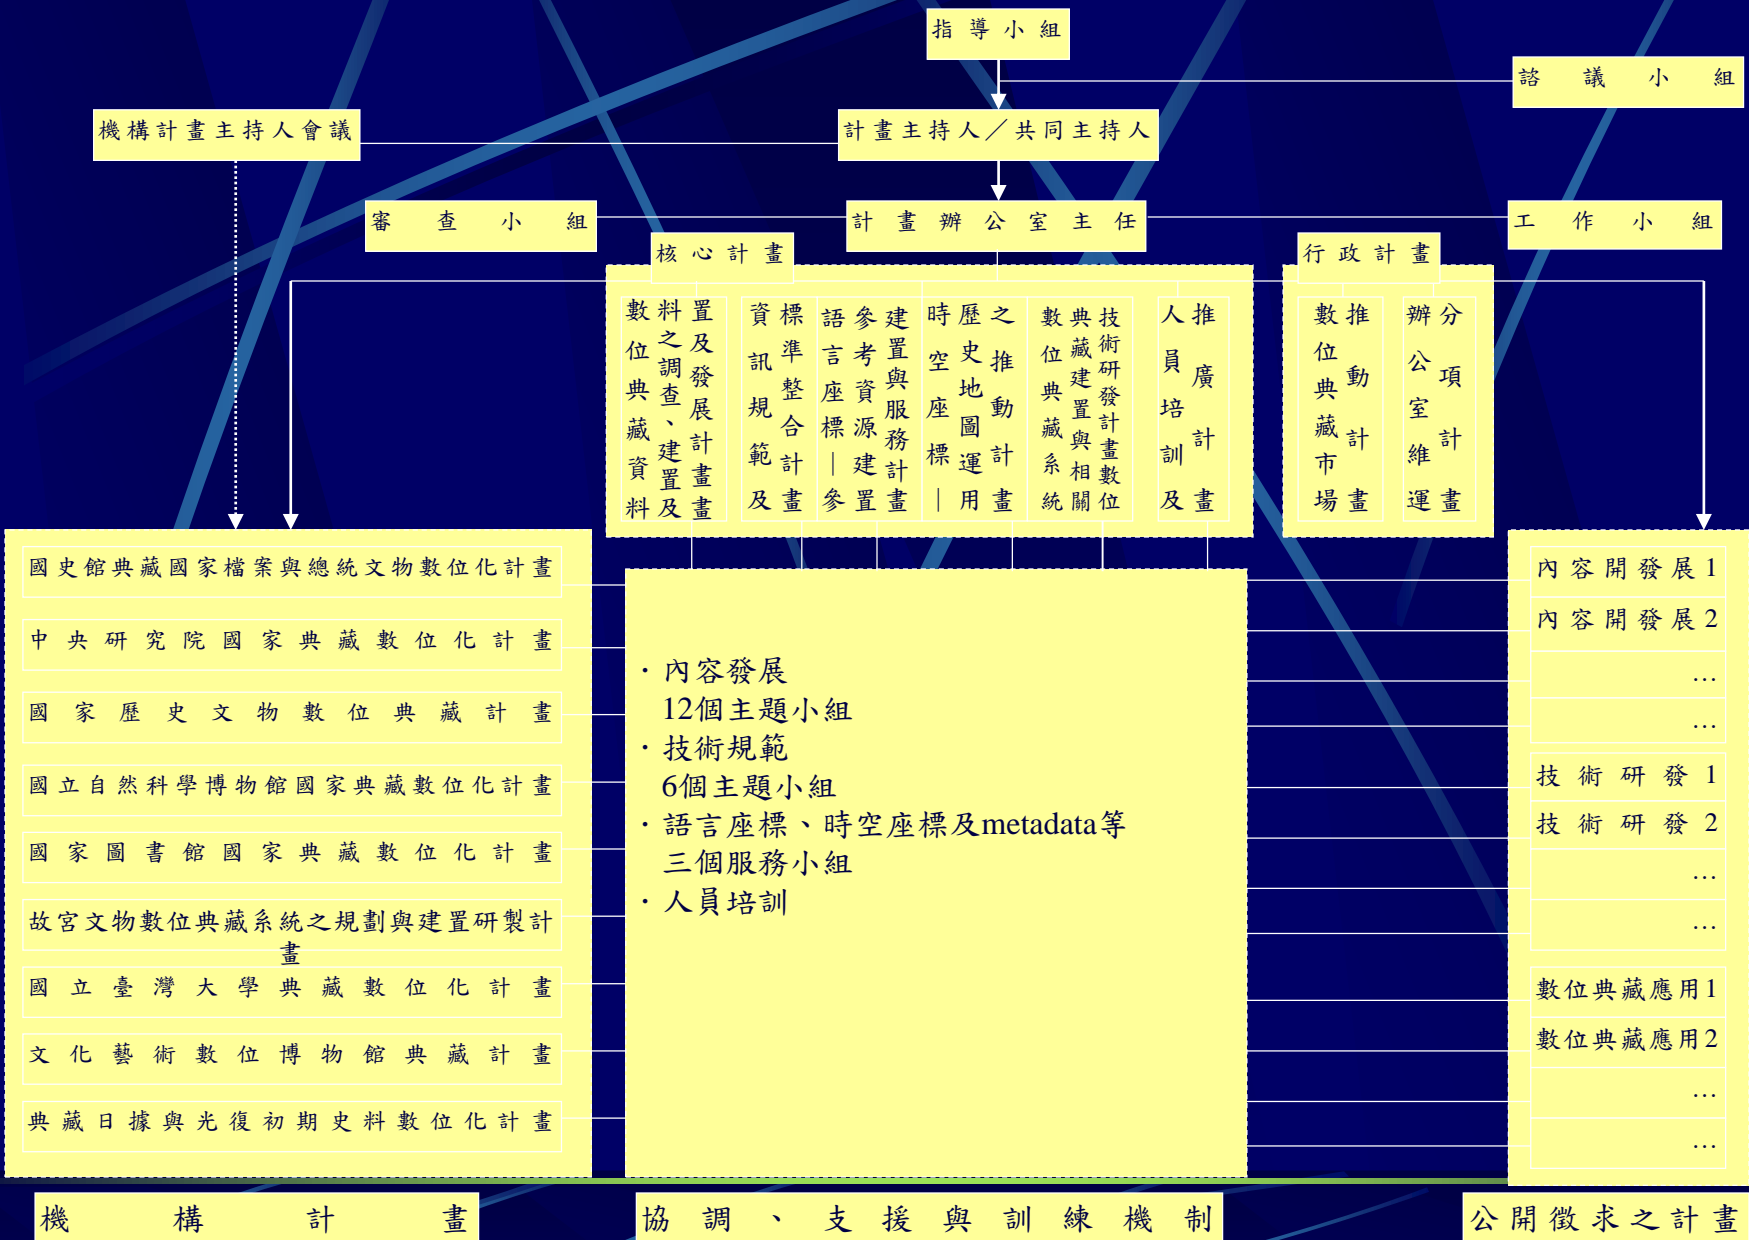 指導小組
諮議小組
機構計畫主持人會議
計畫主持人／共同主持人
審查小組
計畫辦公室主任
工作小組
核心計畫
行政計畫
數位典藏資料
料之調查、建置及
置及發展計畫畫
資訊規範及
標準整合計畫
語言座標｜參
參考資源建置
建置與服務計畫
時空座標｜
歷史地圖運用
之推動計畫
數位典藏系統
典藏建置與相關
技術研發計畫數位
人員培訓及
推廣計畫
數位典藏市場
推動計畫
辦公室維運
分項計畫
國史館典藏國家檔案與總統文物數位化計畫
中央研究院國家典藏數位化計畫
國家歷史文物數位典藏計畫
國立自然科學博物館國家典藏數位化計畫
國家圖書館國家典藏數位化計畫
故宮文物數位典藏系統之規劃與建置研製計
畫
國立臺灣大學典藏數位化計畫
文化藝術數位博物館典藏計畫
典藏日據與光復初期史料數位化計畫
・內容發展
12個主題小組
・技術規範
6個主題小組
・語言座標、時空座標及metadata等
三個服務小組
・人員培訓
內容開發展1
內容開發展2
…
…
技術研發1
技術研發2
…
…
數位典藏應用1
數位典藏應用2
…
…
機構計畫
協調、支援與訓練機制
公開徵求之計畫